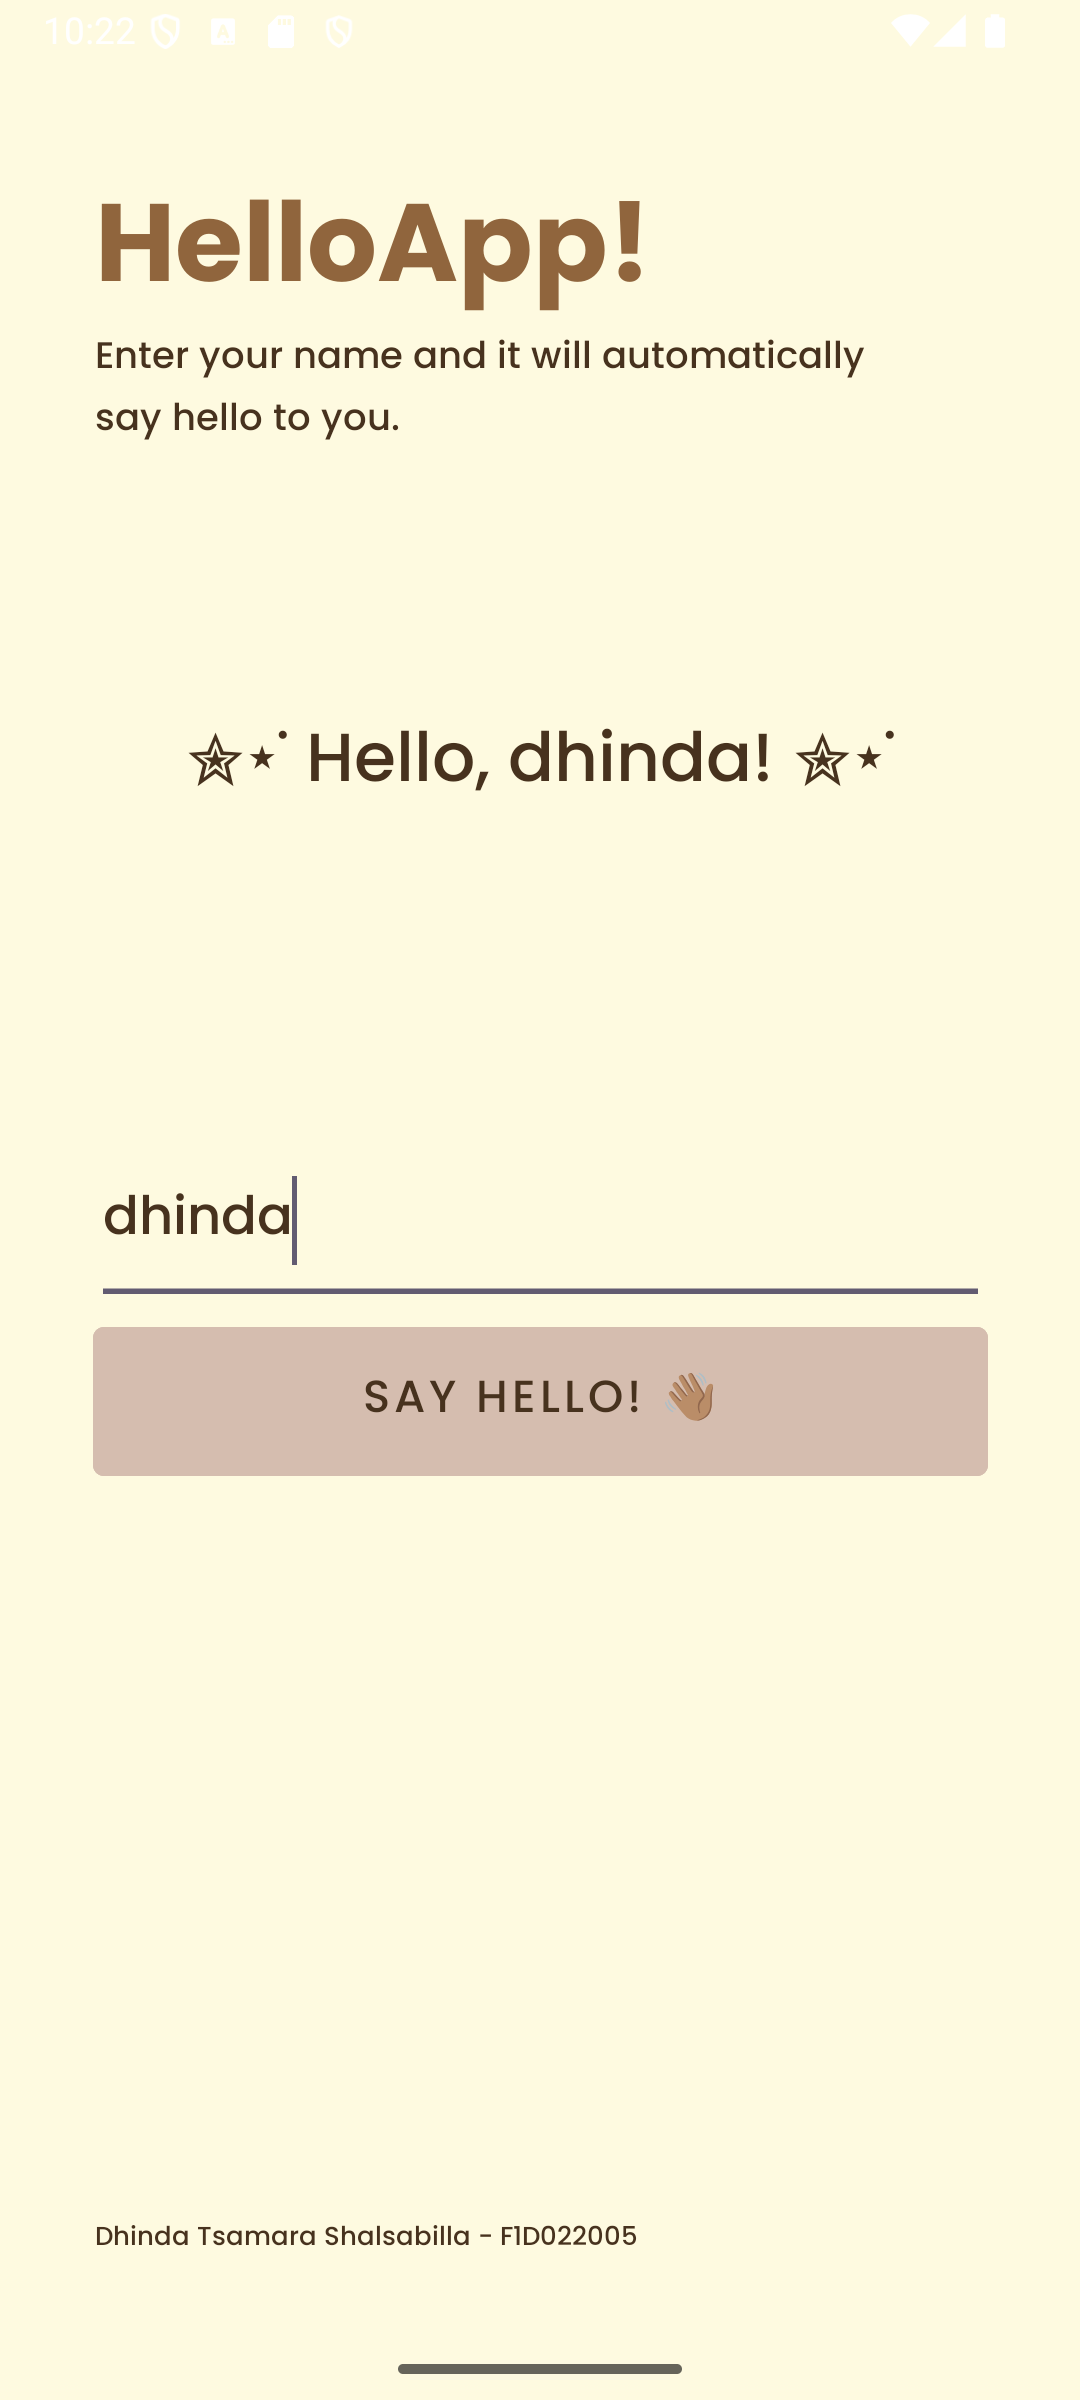 10:22
HelloApp!
Enter your name and it will automatically
say hello to you.
✯⋆˙ Hello, dhinda! ✯⋆˙
dhinda
SAY HELLO! 👋🏽
Dhinda Tsamara Shalsabilla - F1D022005